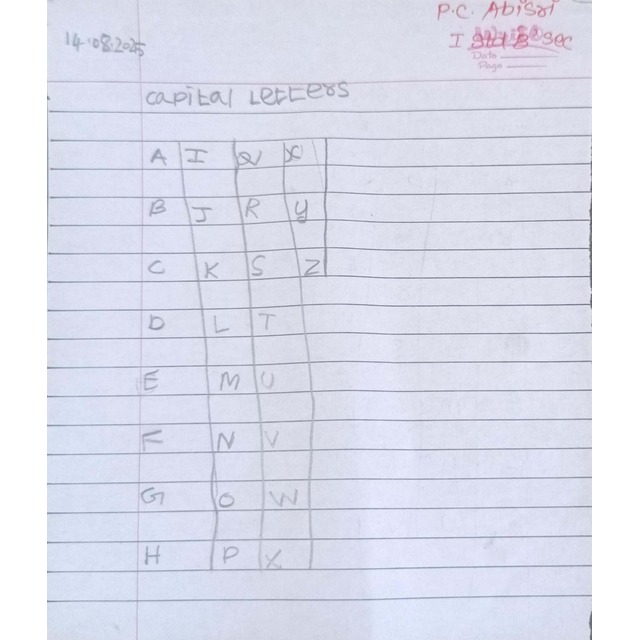 P.C. Abisri
14.08.2025
I std B sec
Date
Page
Capital Letters
A I Q X
B J R Y
C K S Z
D L T
E M U
F N V
G O W
H P X